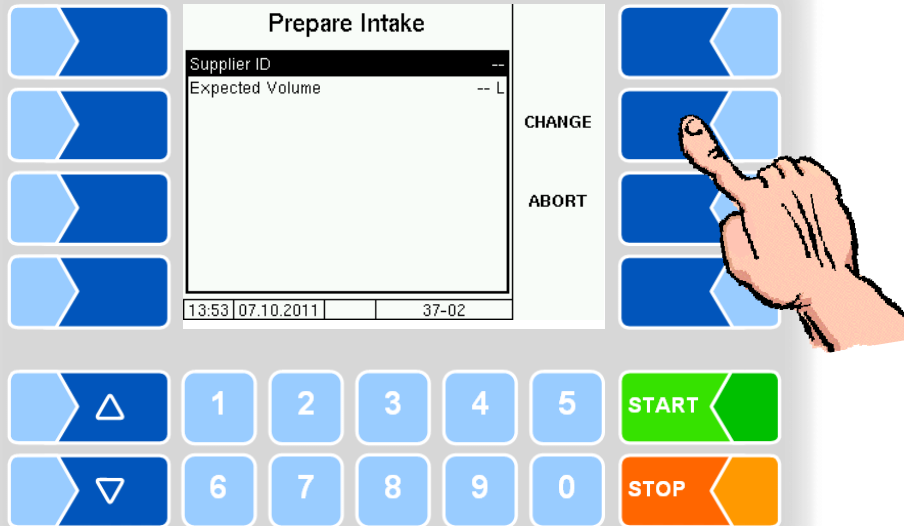 Prepare Intake
Supplier ID --
Expected Volume -- L
CHANGE
ABORT
13:53 07.10.2011 37-02
1 2 3 4 5 START
6 7 8 9 0 STOP